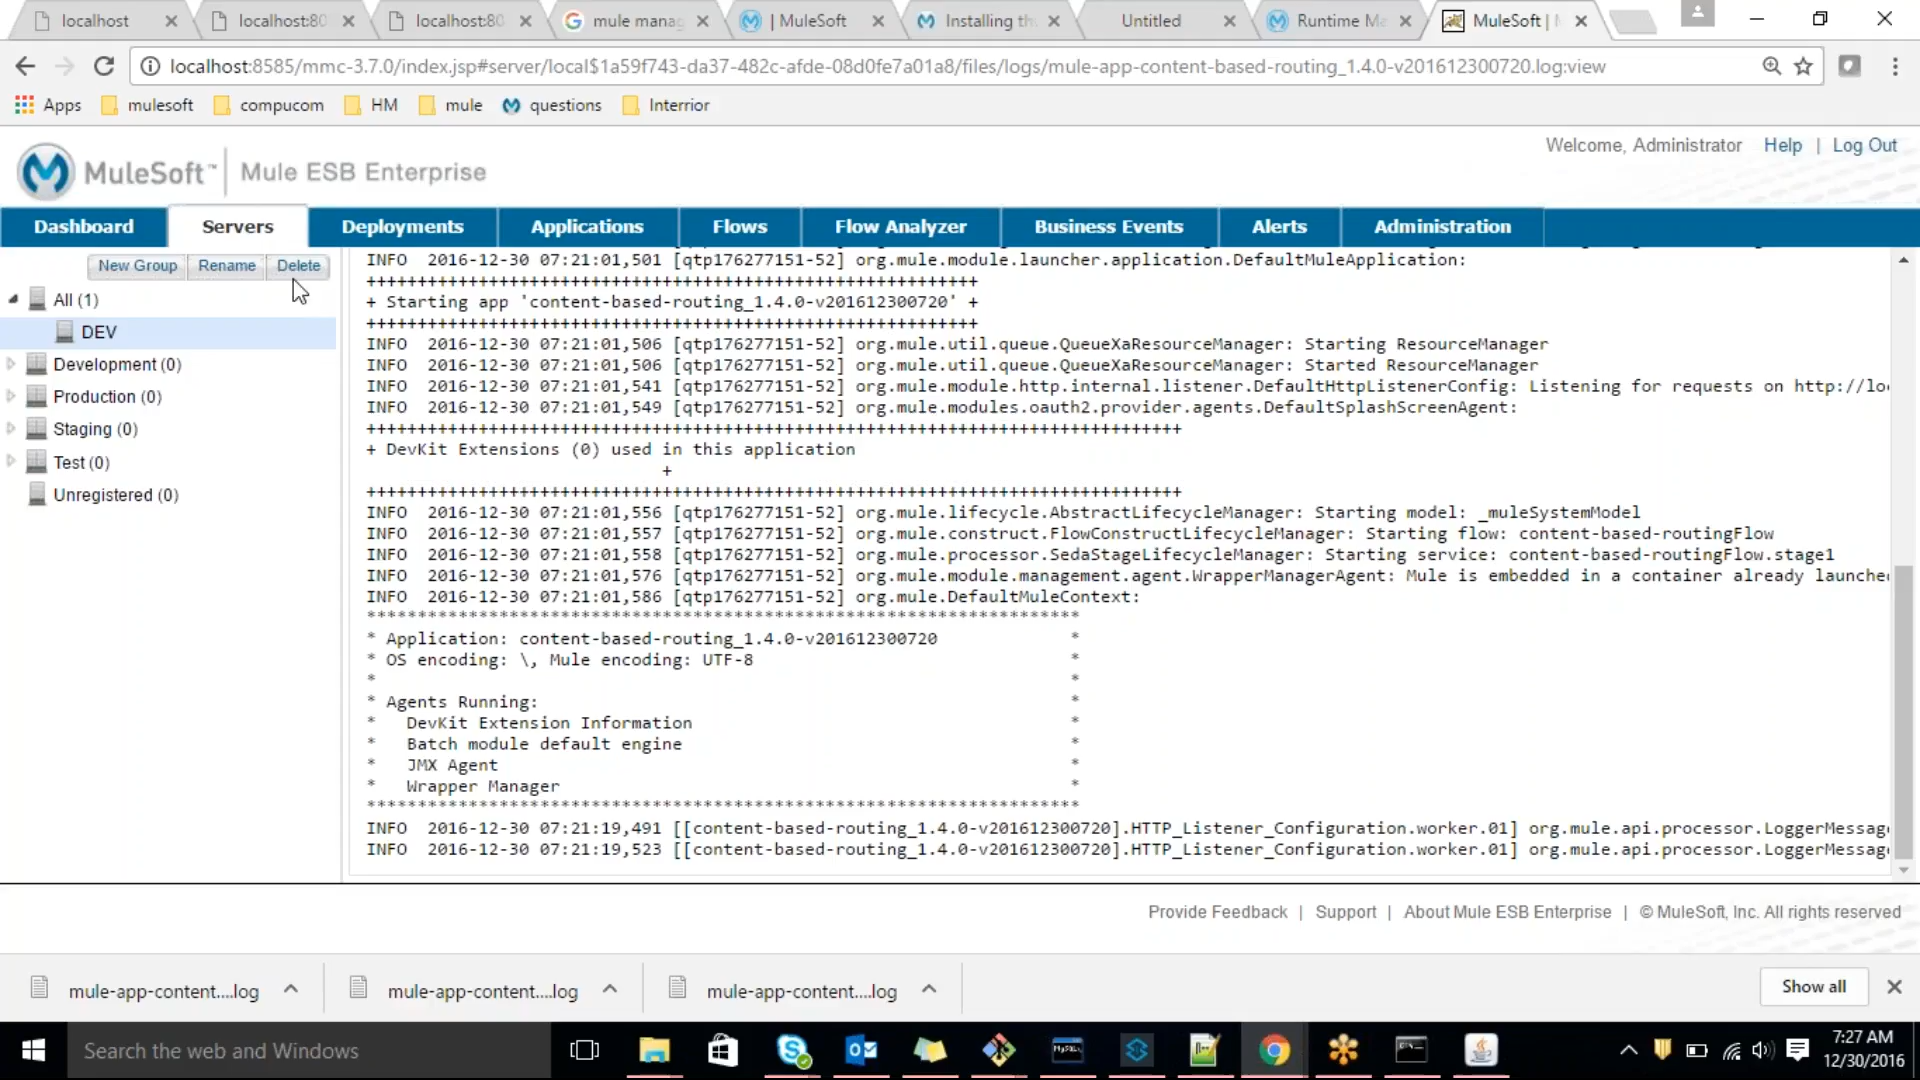 localhost
localhost:80
localhost:80
mule mana
| MuleSoft
Installing th
Untitled
Runtime Ma
MuleSoft |
localhost:8585/mmc-3.7.0/index.jsp#server/local$1a59f743-da37-482c-afde-08d0fe7a01a8/files/logs/mule-app-content-based-routing_1.4.0-v201612300720.log:view
Apps mulesoft compucom HM mule questions Interrior
Welcome, Administrator Help | Log Out
MuleSoft™ | Mule ESB Enterprise
Dashboard Servers Deployments Applications Flows Flow Analyzer Business Events Alerts Administration
New Group Rename Delete
All (1)
DEV
Development (0)
Production (0)
Staging (0)
Test (0)
Unregistered (0)
INFO 2016-12-30 07:21:01,501 [qtp176277151-52] org.mule.module.launcher.application.DefaultMuleApplication:
++++++++++++++++++++++++++++++++++++++++++++++++++++++++++++
+ Starting app 'content-based-routing_1.4.0-v201612300720' +
++++++++++++++++++++++++++++++++++++++++++++++++++++++++++++
INFO 2016-12-30 07:21:01,506 [qtp176277151-52] org.mule.util.queue.QueueXaResourceManager: Starting ResourceManager
INFO 2016-12-30 07:21:01,506 [qtp176277151-52] org.mule.util.queue.QueueXaResourceManager: Started ResourceManager
INFO 2016-12-30 07:21:01,541 [qtp176277151-52] org.mule.module.http.internal.listener.DefaultHttpListenerConfig: Listening for requests on http://lo
INFO 2016-12-30 07:21:01,549 [qtp176277151-52] org.mule.modules.oauth2.provider.agents.DefaultSplashScreenAgent:
++++++++++++++++++++++++++++++++++++++++++++++++++++++++++++++++++++++++++++++++
+ DevKit Extensions (0) used in this application
+
++++++++++++++++++++++++++++++++++++++++++++++++++++++++++++++++++++++++++++++++
INFO 2016-12-30 07:21:01,556 [qtp176277151-52] org.mule.lifecycle.AbstractLifecycleManager: Starting model: _muleSystemModel
INFO 2016-12-30 07:21:01,557 [qtp176277151-52] org.mule.construct.FlowConstructLifecycleManager: Starting flow: content-based-routingFlow
INFO 2016-12-30 07:21:01,558 [qtp176277151-52] org.mule.processor.SedaStageLifecycleManager: Starting service: content-based-routingFlow.stage1
INFO 2016-12-30 07:21:01,576 [qtp176277151-52] org.mule.module.management.agent.WrapperManagerAgent: Mule is embedded in a container already launche
INFO 2016-12-30 07:21:01,586 [qtp176277151-52] org.mule.DefaultMuleContext:
**********************************************************************
* Application: content-based-routing_1.4.0-v201612300720 *
* OS encoding: \, Mule encoding: UTF-8 *
* *
* Agents Running: *
* DevKit Extension Information *
* Batch module default engine *
* JMX Agent *
* Wrapper Manager *
**********************************************************************
INFO 2016-12-30 07:21:19,491 [[content-based-routing_1.4.0-v201612300720].HTTP_Listener_Configuration.worker.01] org.mule.api.processor.LoggerMessag
INFO 2016-12-30 07:21:19,523 [[content-based-routing_1.4.0-v201612300720].HTTP_Listener_Configuration.worker.01] org.mule.api.processor.LoggerMessag
Provide Feedback | Support | About Mule ESB Enterprise | © MuleSoft, Inc. All rights reserved
mule-app-content....log mule-app-content....log mule-app-content....log Show all
Search the web and Windows
7:27 AM
12/30/2016